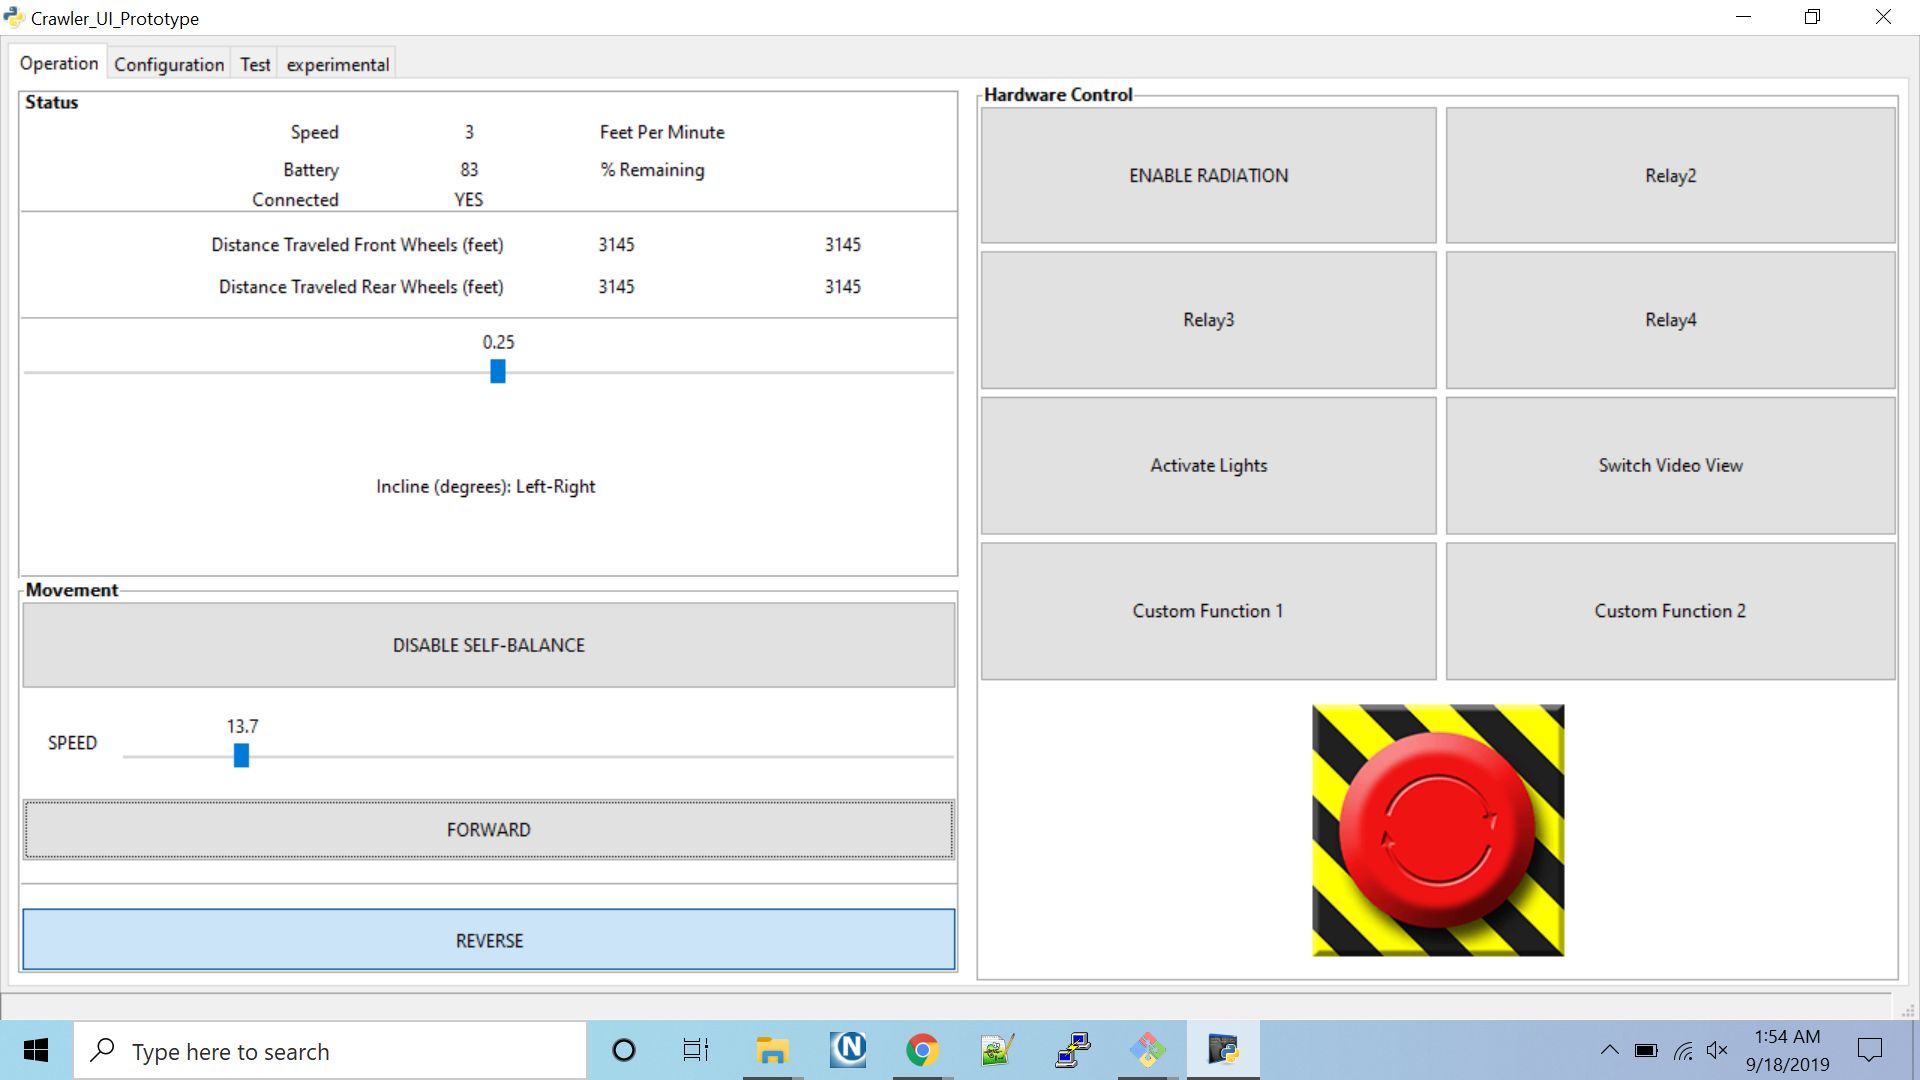 Crawler_UI_Prototype
Operation Configuration Test experimental
Status
Speed 3 Feet Per Minute
Battery 83 % Remaining
Connected YES
Distance Traveled Front Wheels (feet) 3145 3145
Distance Traveled Rear Wheels (feet) 3145 3145
0.25
Incline (degrees): Left-Right
Movement
DISABLE SELF-BALANCE
13.7
SPEED
FORWARD
REVERSE
Hardware Control
ENABLE RADIATION Relay2
Relay3 Relay4
Activate Lights Switch Video View
Custom Function 1 Custom Function 2
Type here to search
N
1:54 AM
9/18/2019